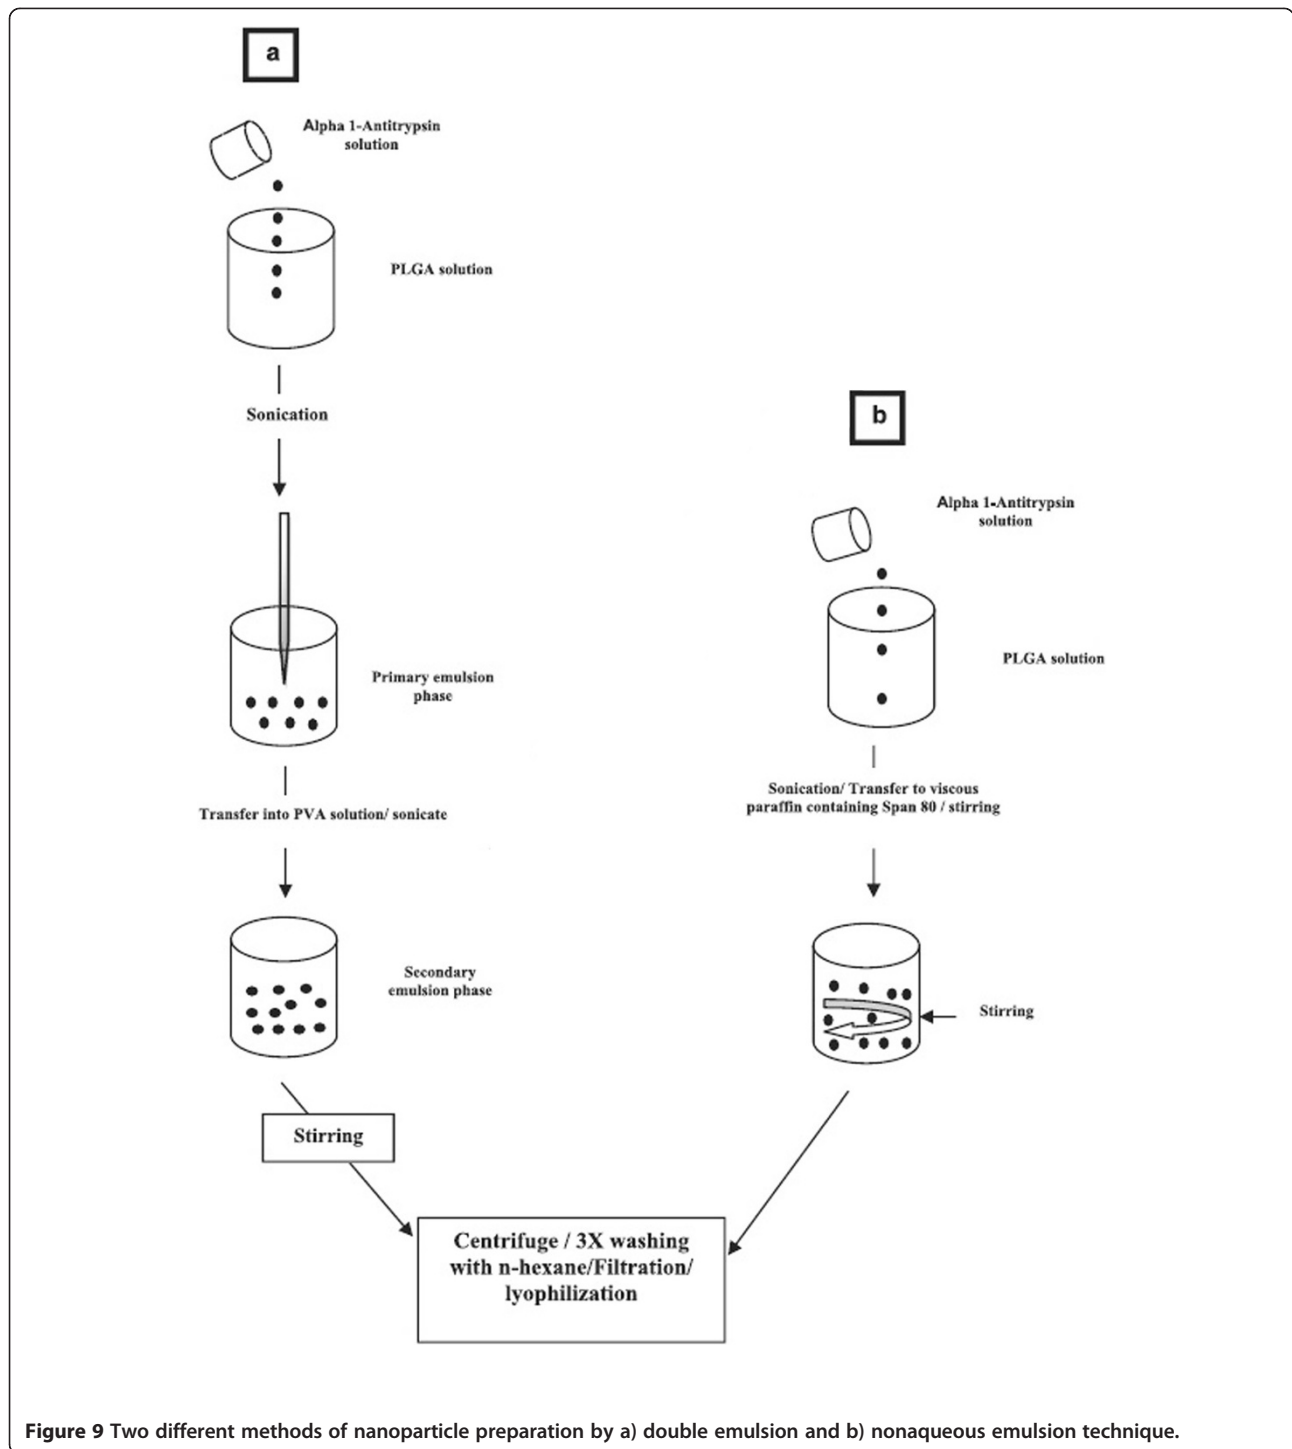 a
Alpha 1-Antitrypsin
solution
PLGA solution
Sonication
Primary emulsion
phase
Transfer into PVA solution/ sonicate
Secondary
emulsion phase
Stirring
b
Alpha 1-Antitrypsin
solution
PLGA solution
Sonication/ Transfer to viscous
paraffin containing Span 80 / stirring
Stirring
Centrifuge / 3X washing
with n-hexane/Filtration/
lyophilization
Figure 9 Two different methods of nanoparticle preparation by a) double emulsion and b) nonaqueous emulsion technique.